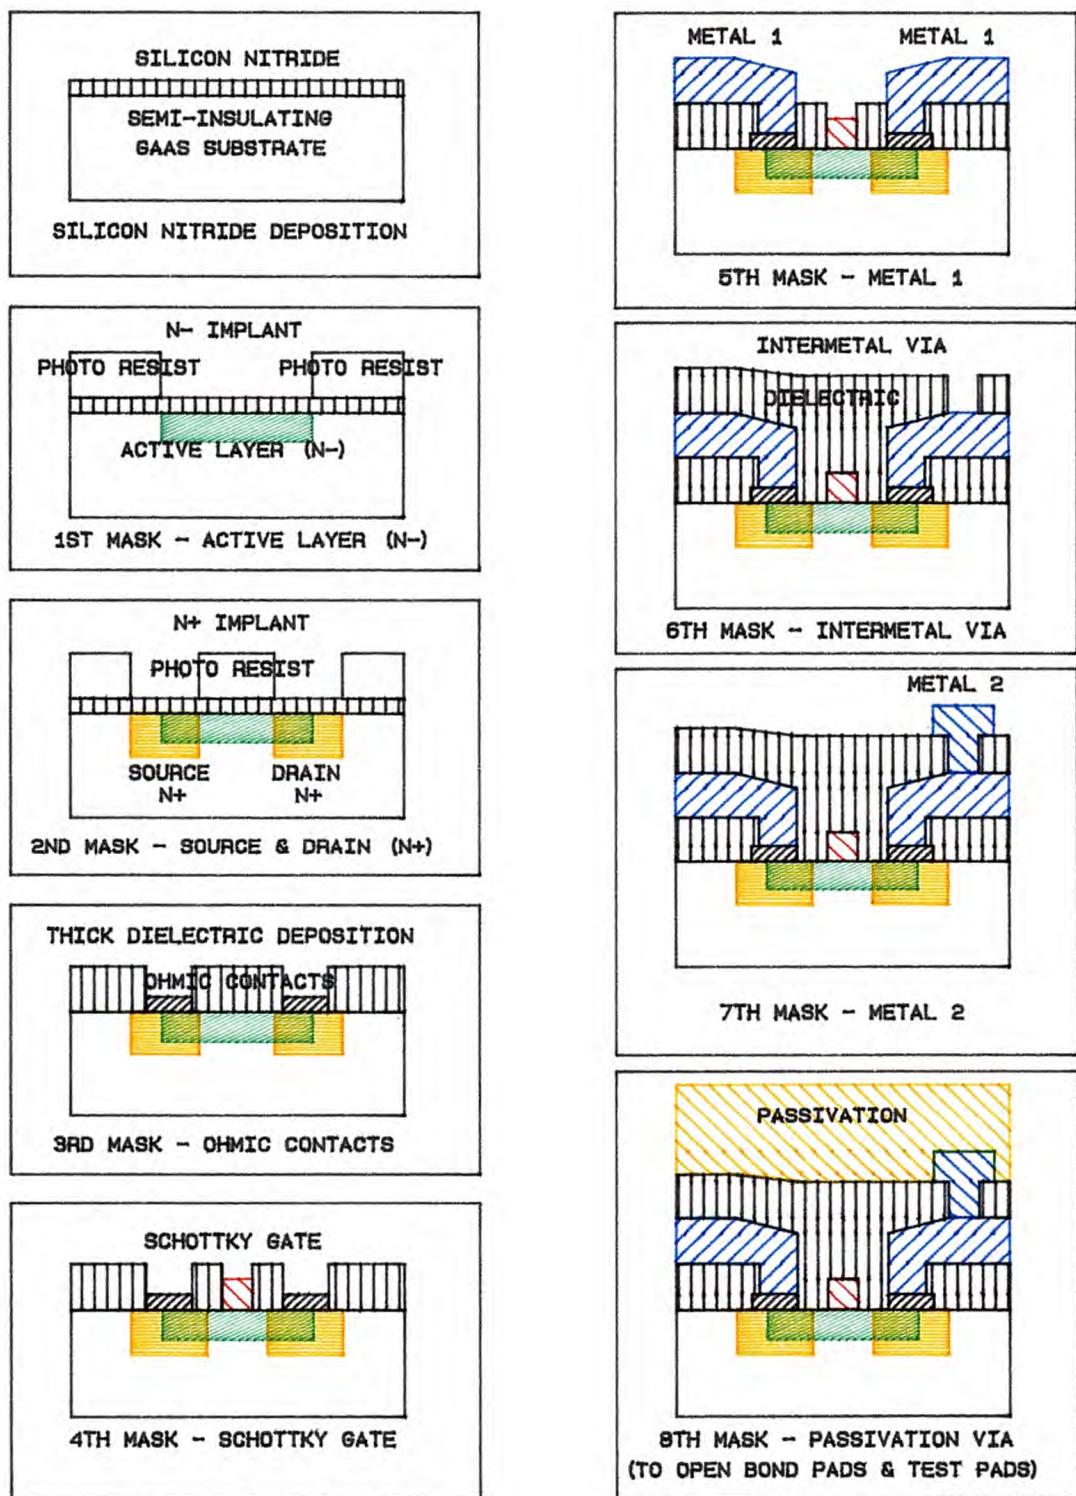 SILICON NITRIDE
SEMI-INSULATING
GAAS SUBSTRATE
SILICON NITRIDE DEPOSITION
N- IMPLANT
PHOTO RESIST PHOTO RESIST
ACTIVE LAYER (N-)
1ST MASK - ACTIVE LAYER (N-)
N+ IMPLANT
PHOTO RESIST
SOURCE DRAIN
N+ N+
2ND MASK - SOURCE & DRAIN (N+)
THICK DIELECTRIC DEPOSITION
OHMIC CONTACTS
3RD MASK - OHMIC CONTACTS
SCHOTTKY GATE
4TH MASK - SCHOTTKY GATE
METAL 1 METAL 1
5TH MASK - METAL 1
INTERMETAL VIA
DIELECTRIC
6TH MASK - INTERMETAL VIA
METAL 2
7TH MASK - METAL 2
PASSIVATION
8TH MASK - PASSIVATION VIA
(TO OPEN BOND PADS & TEST PADS)